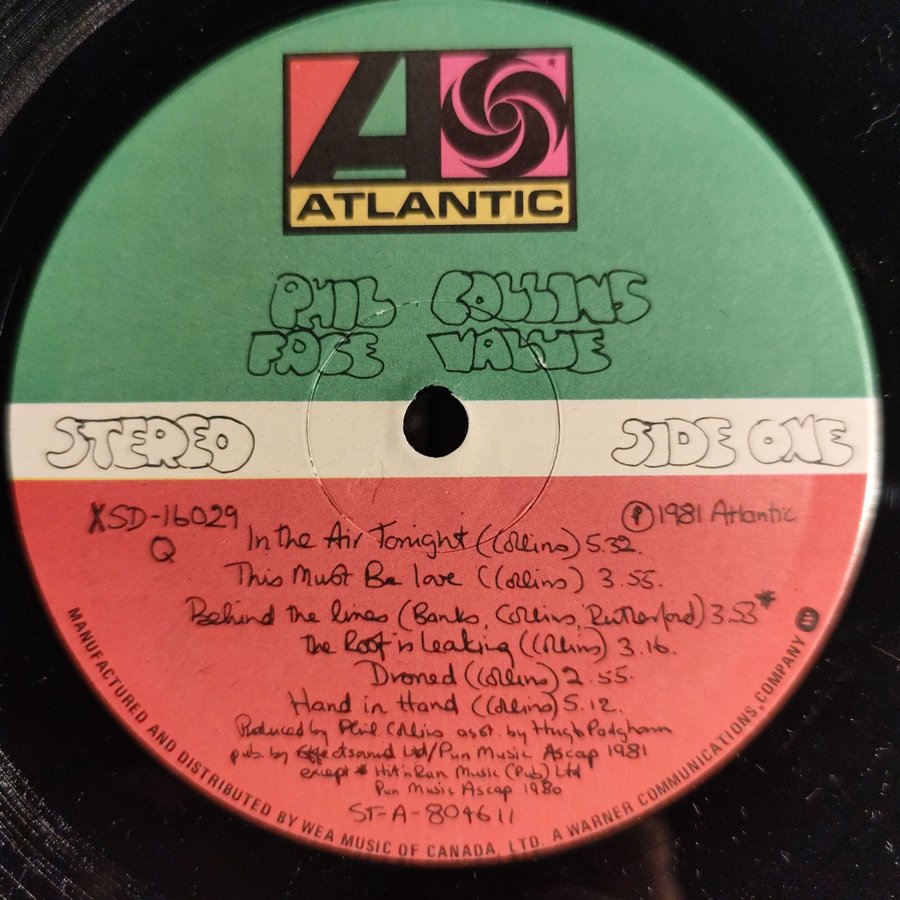 A
®
ATLANTIC
PHIL COLLINS
FACE VALUE
STEREO
SIDE ONE
XSD-16029
Q
℗ 1981 Atlantic
In the Air Tonight (Collins) 5.32.
This Must Be love (Collins) 3.55.
Behind the lines (Banks, Collins, Rutherford) 3.53*
the Roof is leaking (Collins) 3.16.
Droned (Collins) 2.55.
Hand in Hand (Collins) 5.12.
Produced by Phil Collins asst. by Hugh Padgham
pub. by Effectsound Ltd/Pun Music Ascap 1981
except * Hit'n Run Music (Pub) Ltd
Pun Music Ascap 1980
ST-A-804611
MANUFACTURED AND DISTRIBUTED BY WEA MUSIC OF CANADA, LTD. A WARNER COMMUNICATIONS COMPANY